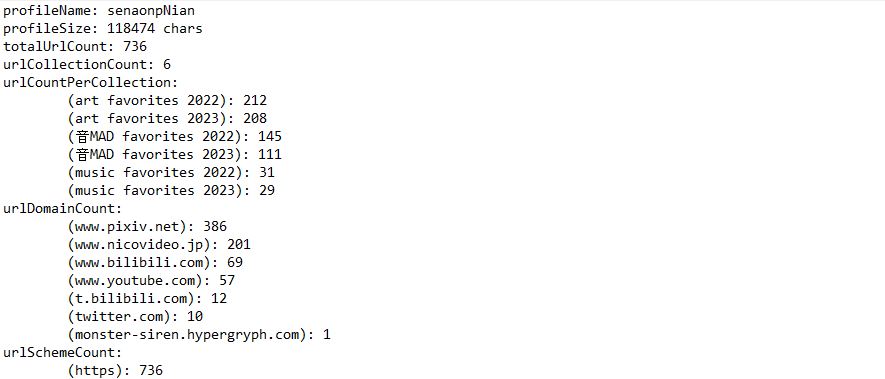 profileName: senaonpNian
profileSize: 118474 chars
totalUrlCount: 736
urlCollectionCount: 6
urlCountPerCollection:
(art favorites 2022): 212
(art favorites 2023): 208
(音MAD favorites 2022): 145
(音MAD favorites 2023): 111
(music favorites 2022): 31
(music favorites 2023): 29
urlDomainCount:
(www.pixiv.net): 386
(www.nicovideo.jp): 201
(www.bilibili.com): 69
(www.youtube.com): 57
(t.bilibili.com): 12
(twitter.com): 10
(monster-siren.hypergryph.com): 1
urlSchemeCount:
(https): 736